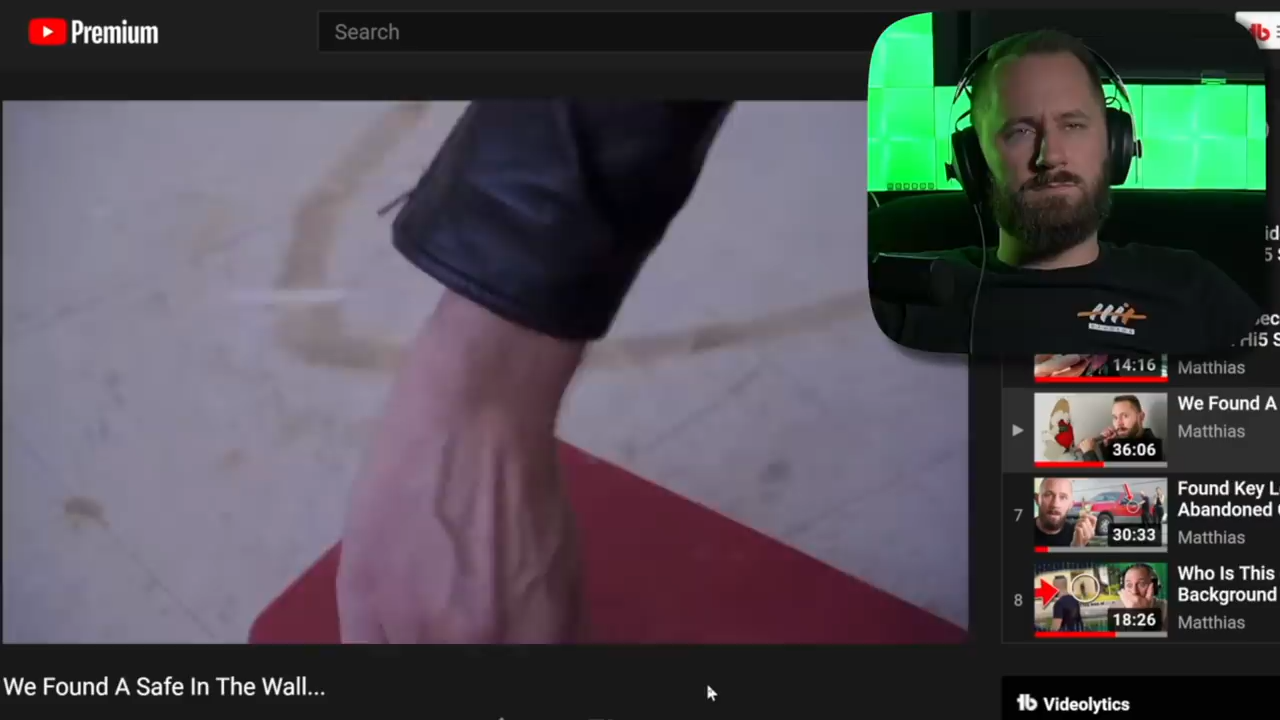 Premium
Search
14:16
Matthias
We Found A
Matthias
36:06
7
Found Key L
Abandoned
Matthias
30:33
8
Who Is This
Background
Matthias
18:26
We Found A Safe In The Wall...
Videolytics